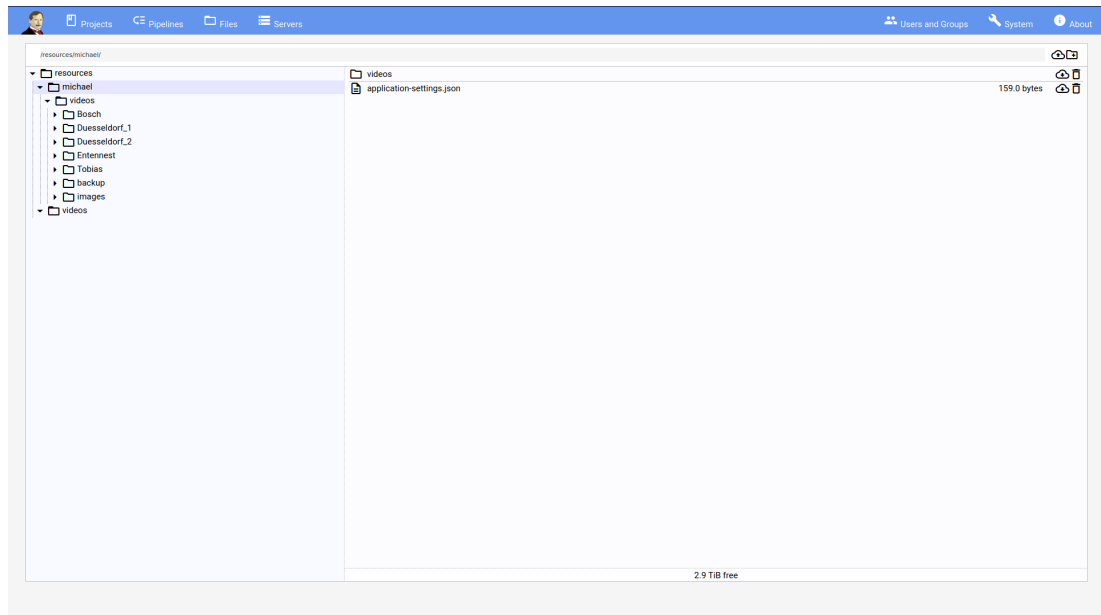 Projects Pipelines Files Servers Users and Groups System About
/resources/michael/
resources
michael
videos
Bosch
Duesseldorf_1
Duesseldorf_2
Entennest
Tobias
backup
images
videos
videos
application-settings.json 159.0 bytes
2.9 TiB free